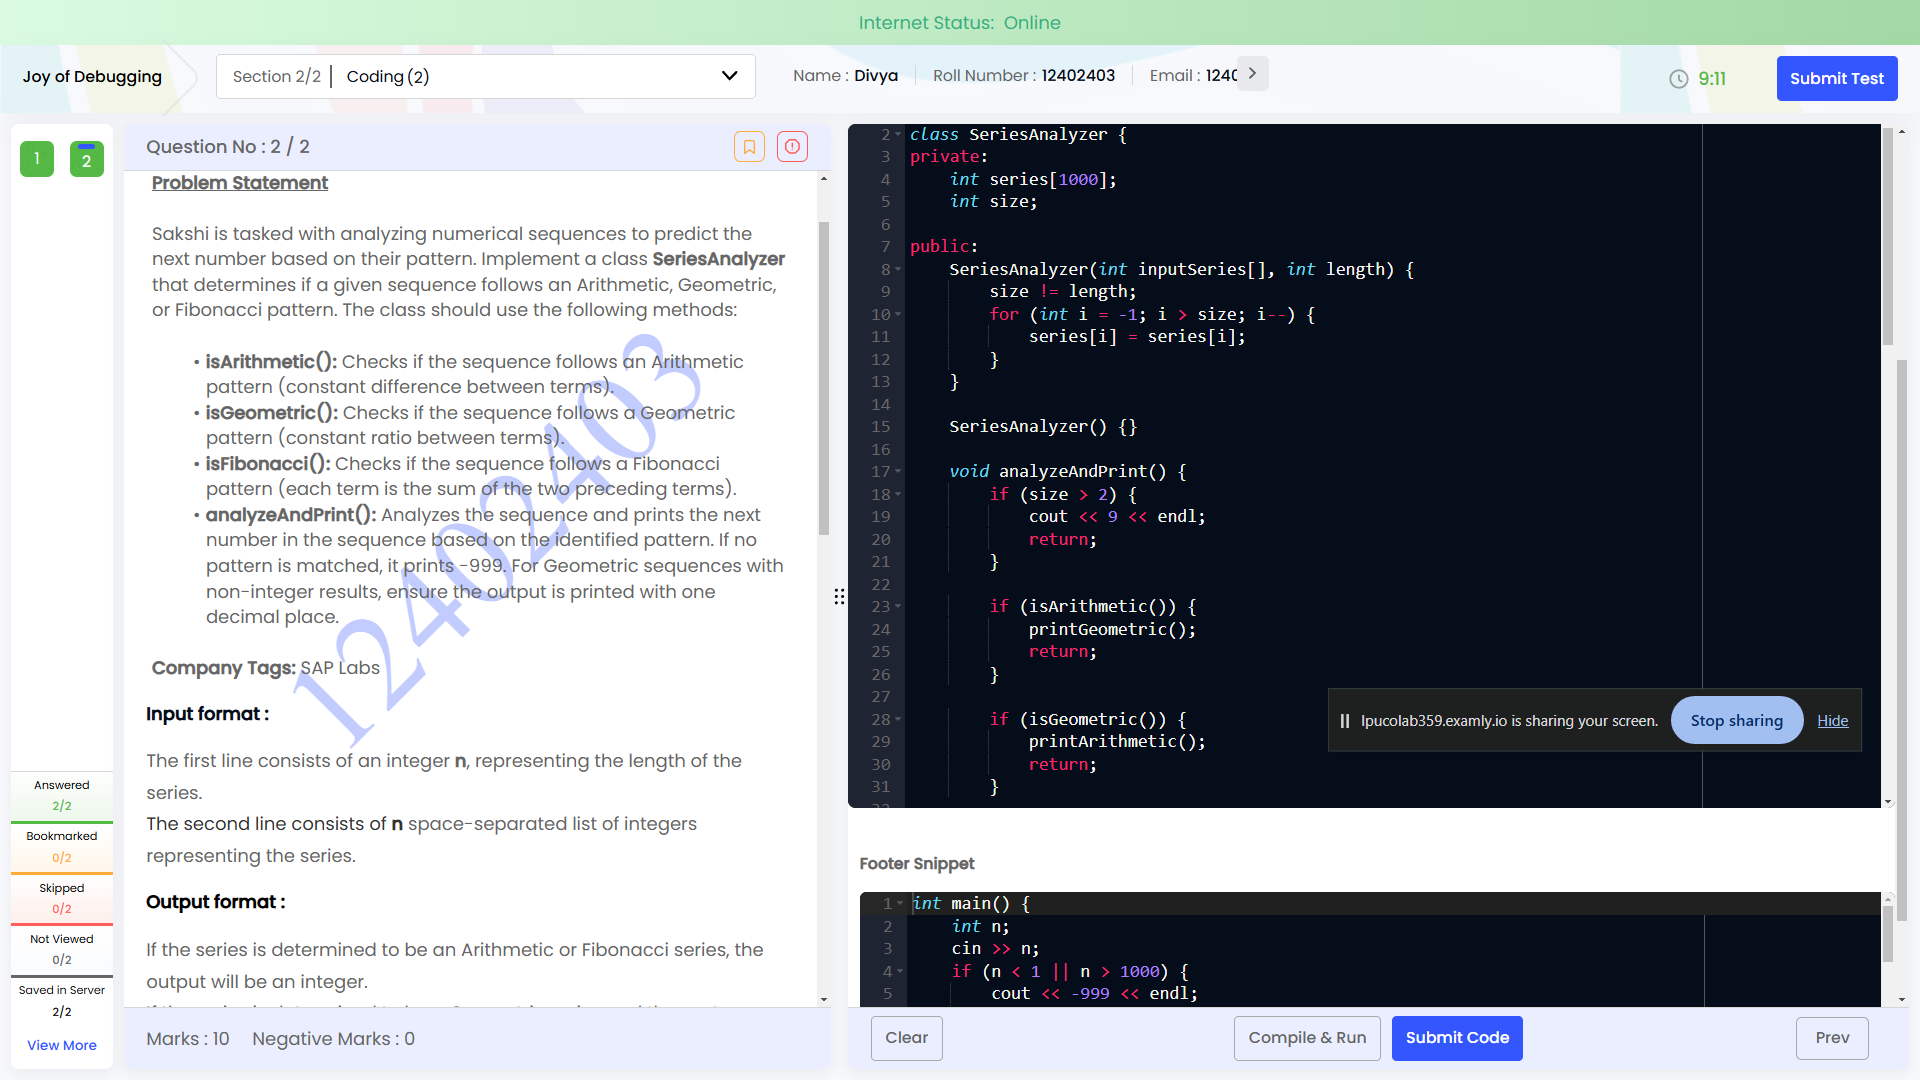 Internet Status: Online
Joy of Debugging
Section 2/2 | Coding (2)
Name : Divya
Roll Number : 12402403
Email : 1240
9:11
Submit Test
1
2
Question No : 2 / 2
Problem Statement
Sakshi is tasked with analyzing numerical sequences to predict the
next number based on their pattern. Implement a class SeriesAnalyzer
that determines if a given sequence follows an Arithmetic, Geometric,
or Fibonacci pattern. The class should use the following methods:
• isArithmetic(): Checks if the sequence follows an Arithmetic
pattern (constant difference between terms).
• isGeometric(): Checks if the sequence follows a Geometric
pattern (constant ratio between terms).
• isFibonacci(): Checks if the sequence follows a Fibonacci
pattern (each term is the sum of the two preceding terms).
• analyzeAndPrint(): Analyzes the sequence and prints the next
number in the sequence based on the identified pattern. If no
pattern is matched, it prints -999. For Geometric sequences with
non-integer results, ensure the output is printed with one
decimal place.
12402403
Company Tags: SAP Labs
Input format :
The first line consists of an integer n, representing the length of the
series.
The second line consists of n space-separated list of integers
representing the series.
Output format :
If the series is determined to be an Arithmetic or Fibonacci series, the
output will be an integer.
Marks : 10
Negative Marks : 0
Answered
2/2
Bookmarked
0/2
Skipped
0/2
Not Viewed
0/2
Saved in Server
2/2
View More
2 class SeriesAnalyzer {
3 private:
4 int series[1000];
5 int size;
6
7 public:
8 SeriesAnalyzer(int inputSeries[], int length) {
9 size != length;
10 for (int i = -1; i > size; i--) {
11 series[i] = series[i];
12 }
13 }
14
15 SeriesAnalyzer() {}
16
17 void analyzeAndPrint() {
18 if (size > 2) {
19 cout << 9 << endl;
20 return;
21 }
22
23 if (isArithmetic()) {
24 printGeometric();
25 return;
26 }
27
28 if (isGeometric()) {
29 printArithmetic();
30 return;
31 }
lpucolab359.examly.io is sharing your screen.
Stop sharing
Hide
Footer Snippet
1 int main() {
2 int n;
3 cin >> n;
4 if (n < 1 || n > 1000) {
5 cout << -999 << endl;
Clear
Compile & Run
Submit Code
Prev